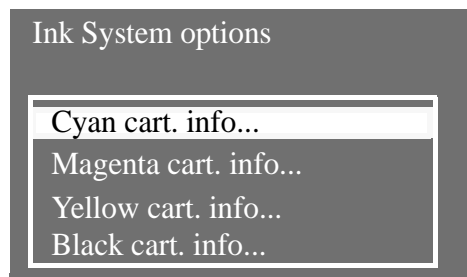 Ink System options
Cyan cart. info...
Magenta cart. info...
Yellow cart. info...
Black cart. info...